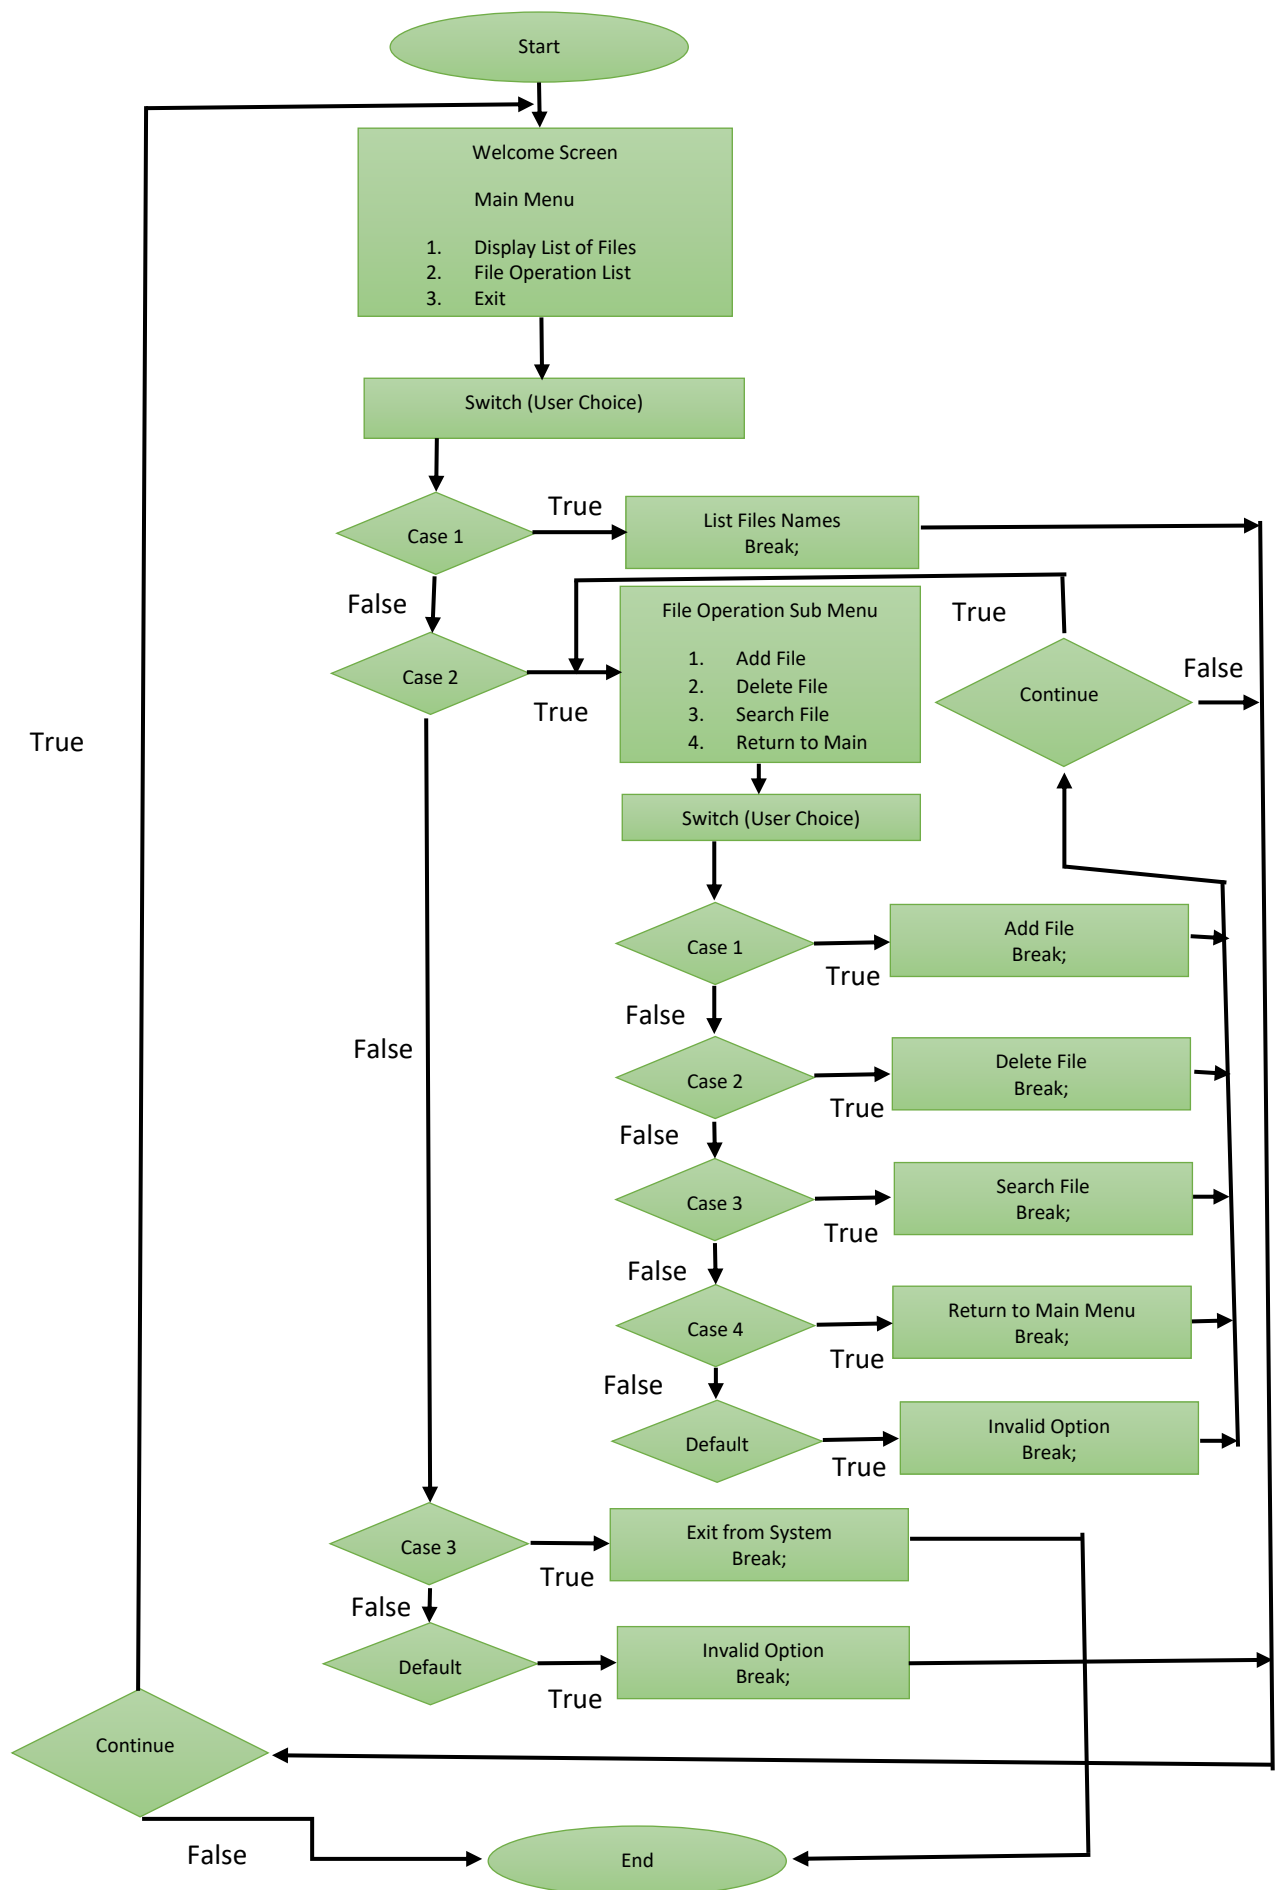 Start
Welcome Screen
Main Menu
1. Display List of Files
2. File Operation List
3. Exit
Switch (User Choice)
Case 1
True
List Files Names
Break;
False
Case 2
True
File Operation Sub Menu
1. Add File
2. Delete File
3. Search File
4. Return to Main
True
Continue
False
Switch (User Choice)
Case 1
True
Add File
Break;
False
Case 2
True
Delete File
Break;
False
Case 3
True
Search File
Break;
False
Case 4
True
Return to Main Menu
Break;
False
Default
True
Invalid Option
Break;
False
Case 3
True
Exit from System
Break;
False
Default
True
Invalid Option
Break;
True
Continue
False
End